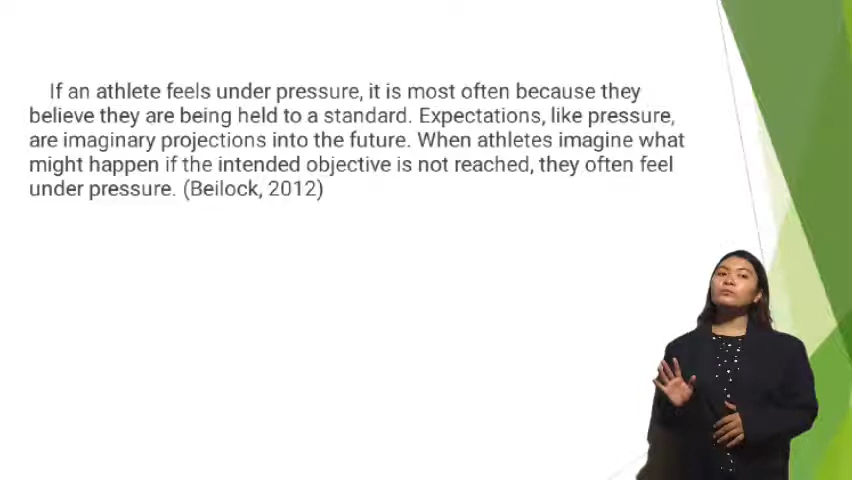 If an athlete feels under pressure, it is most often because they
believe they are being held to a standard. Expectations, like pressure,
are imaginary projections into the future. When athletes imagine what
might happen if the intended objective is not reached, they often feel
under pressure. (Beilock, 2012)